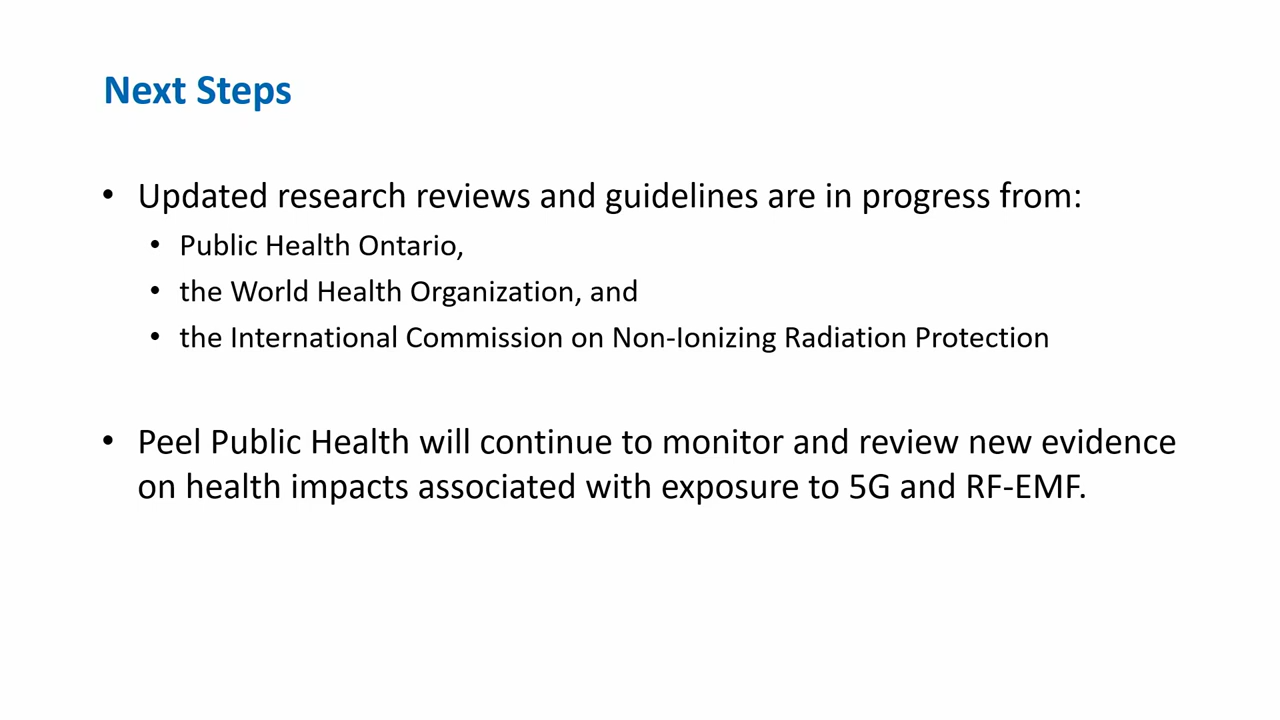 Next Steps
• Updated research reviews and guidelines are in progress from:
• Public Health Ontario,
• the World Health Organization, and
• the International Commission on Non-Ionizing Radiation Protection
• Peel Public Health will continue to monitor and review new evidence
on health impacts associated with exposure to 5G and RF-EMF.